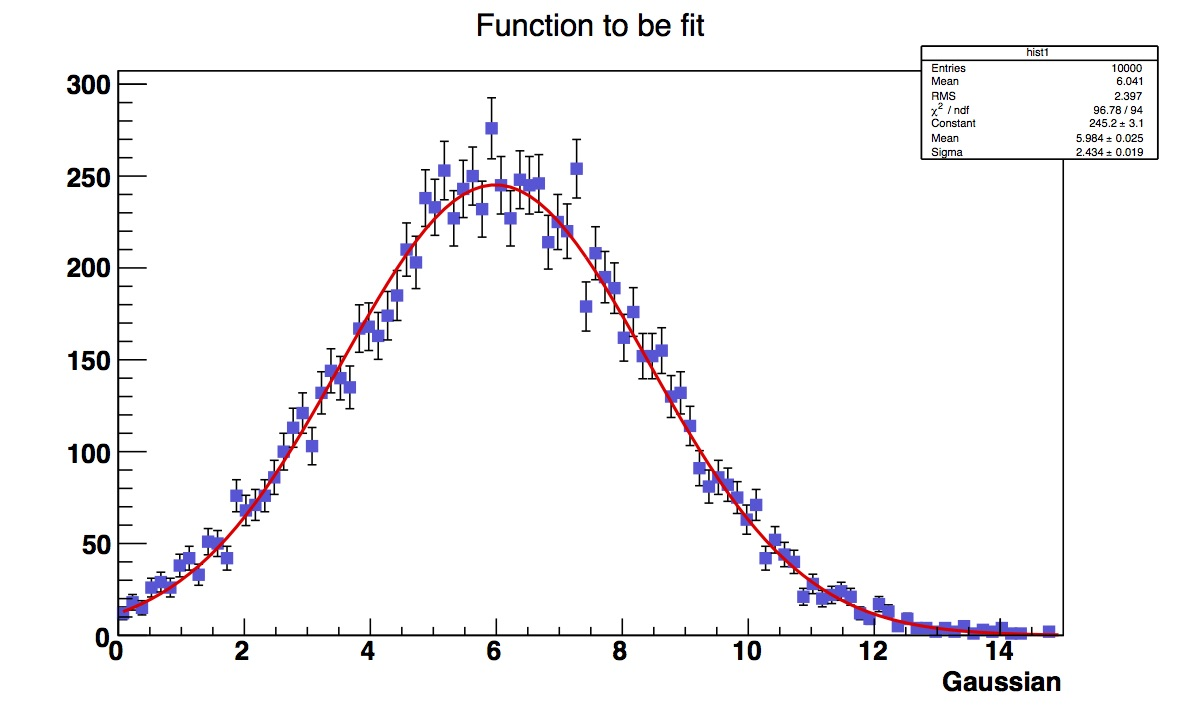 Function to be fit
hist1
Entries 10000
Mean 6.041
RMS 2.397
χ² / ndf 96.78 / 94
Constant 245.2 ± 3.1
Mean 5.984 ± 0.025
Sigma 2.434 ± 0.019
300
250
200
150
100
50
0
0 2 4 6 8 10 12 14
Gaussian